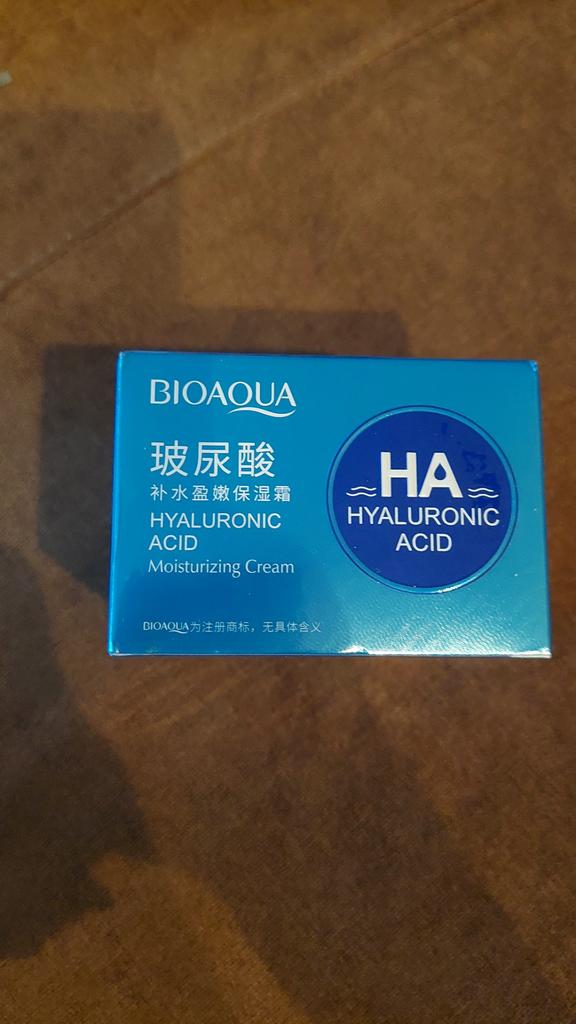 BIOAQUA
玻尿酸
补水盈嫩保湿霜
HYALURONIC
ACID
Moisturizing Cream
BIOAQUA为注册商标，无具体含义
HA
HYALURONIC
ACID